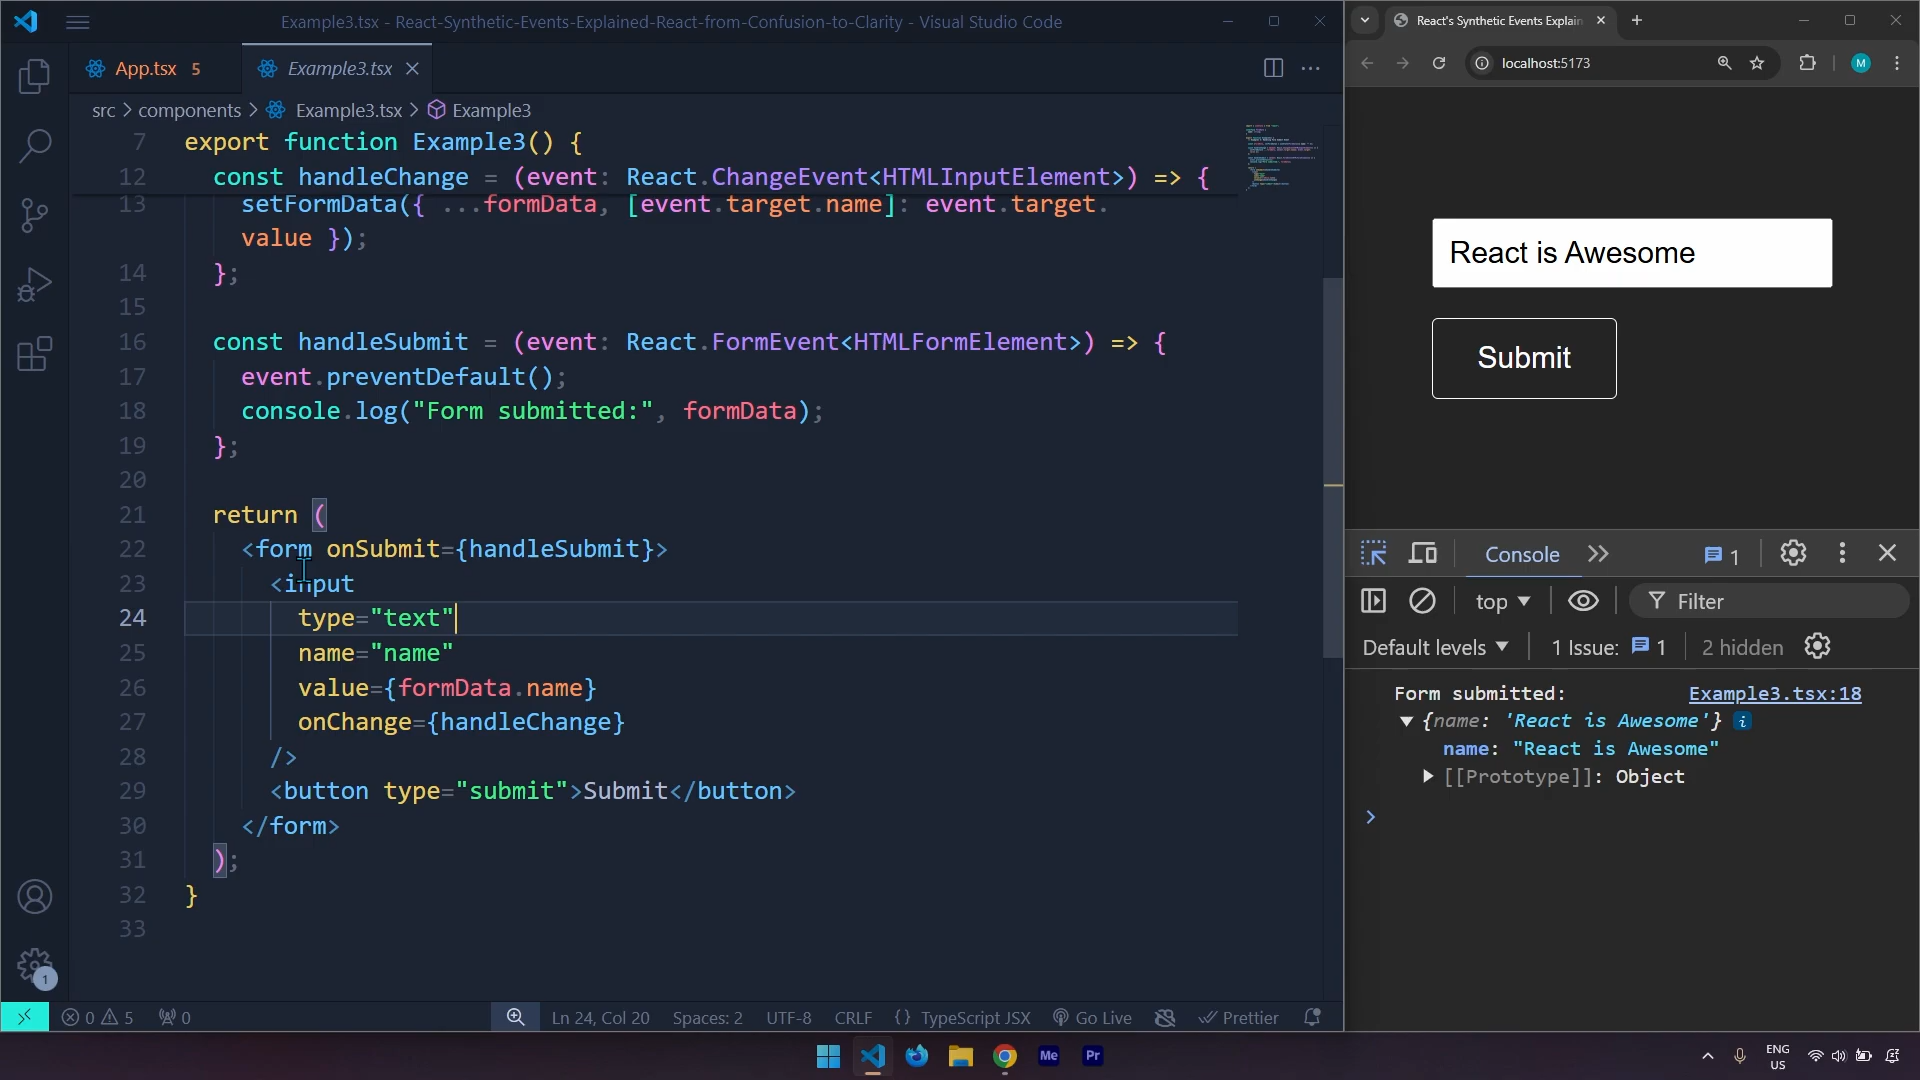 Example3.tsx - React-Synthetic-Events-Explained-React-from-Confusion-to-Clarity - Visual Studio Code
App.tsx 5
Example3.tsx
src > components > Example3.tsx > Example3
7 export function Example3() {
12 const handleChange = (event: React.ChangeEvent<HTMLInputElement>) => {
13 setFormData({ ...formData, [event.target.name]: event.target.
value });
14 };
15
16 const handleSubmit = (event: React.FormEvent<HTMLFormElement>) => {
17 event.preventDefault();
18 console.log("Form submitted:", formData);
19 };
20
21 return (
22 <form onSubmit={handleSubmit}>
23 <input
24 type="text"
25 name="name"
26 value={formData.name}
27 onChange={handleChange}
28 />
29 <button type="submit">Submit</button>
30 </form>
31 );
32 }
33
1
0 5 0
Ln 24, Col 20 Spaces: 2 UTF-8 CRLF {} TypeScript JSX Go Live Prettier
React's Synthetic Events Explain
localhost:5173
M
React is Awesome
Submit
Console 1
top Filter
Default levels 1 Issue: 1 2 hidden
Form submitted: Example3.tsx:18
{name: 'React is Awesome'} i
name: "React is Awesome"
[[Prototype]]: Object
Me Pr
ENG
US